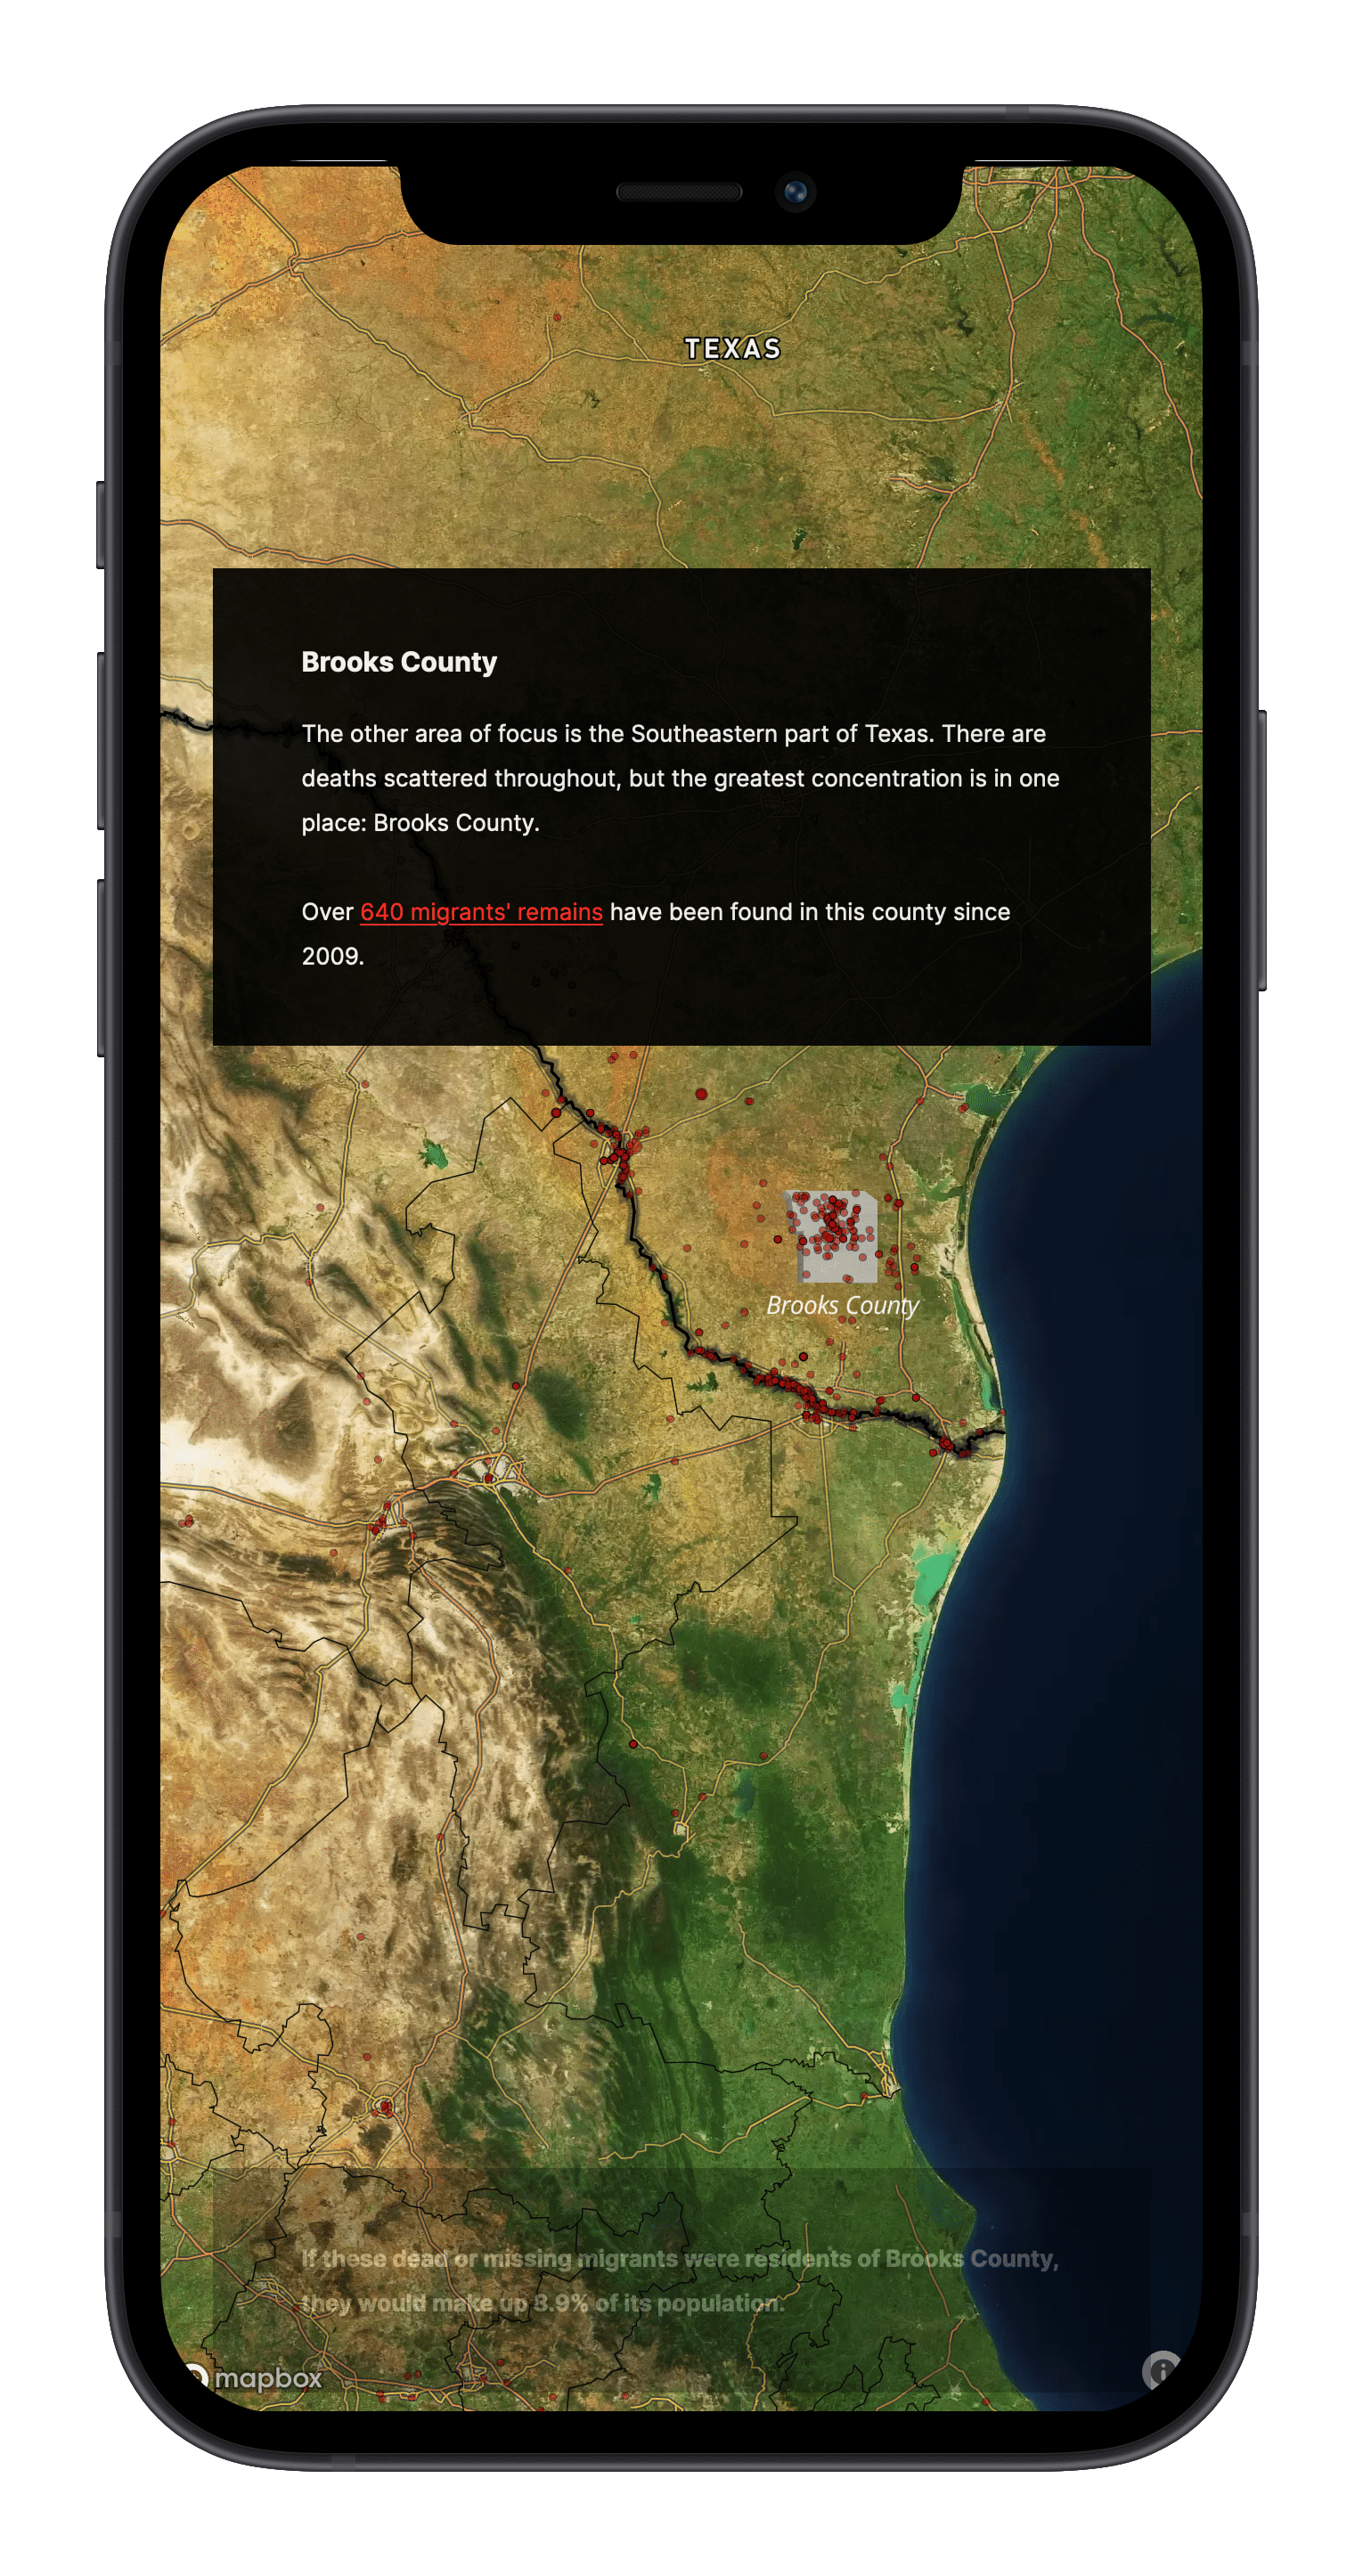 TEXAS
Brooks County
The other area of focus is the Southeastern part of Texas. There are
deaths scattered throughout, but the greatest concentration is in one
place: Brooks County.
Over 640 migrants' remains have been found in this county since
2009.
Brooks County
If these dead or missing migrants were residents of Brooks County,
they would make up 8.9% of its population.
mapbox